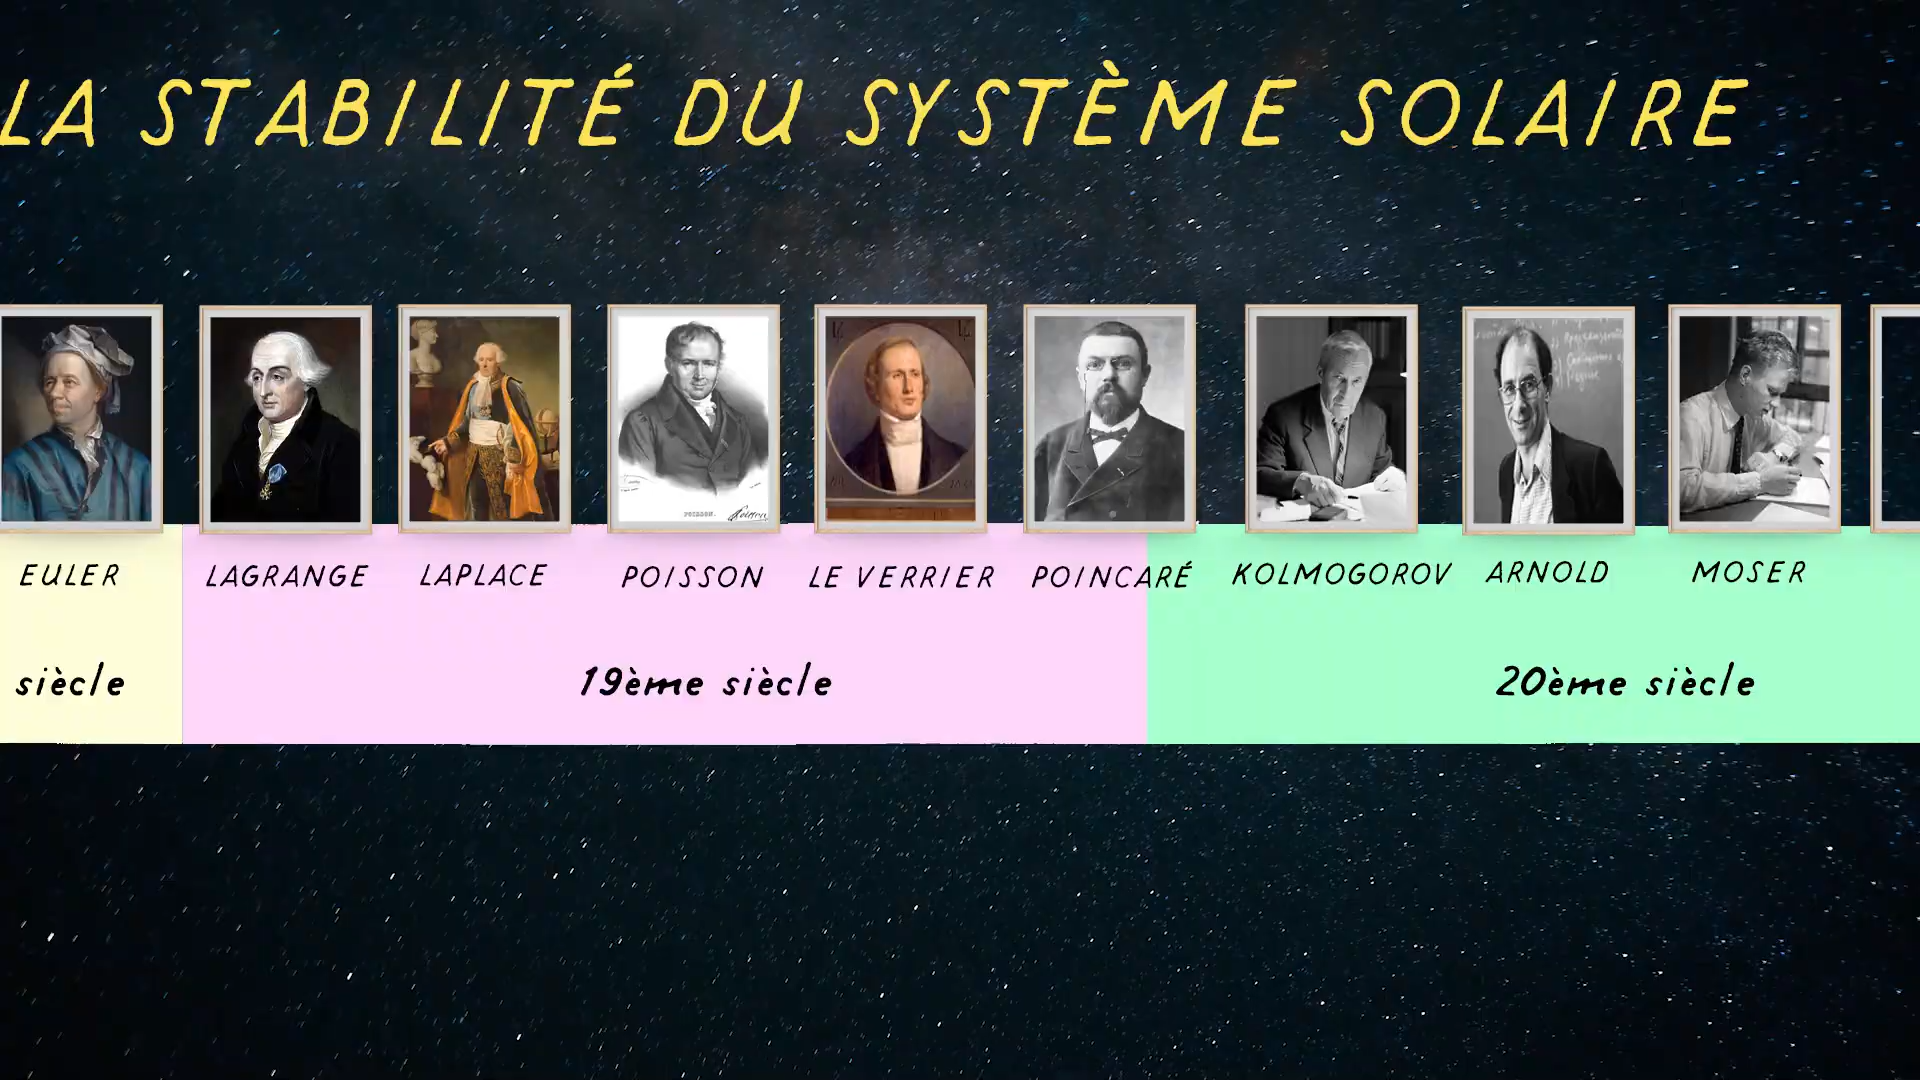 LA STABILITÉ DU SYSTÈME SOLAIRE
POISSON.
EULER LAGRANGE LAPLACE POISSON LE VERRIER POINCARÉ KOLMOGOROV ARNOLD MOSER
siècle 19ème siècle 20ème siècle